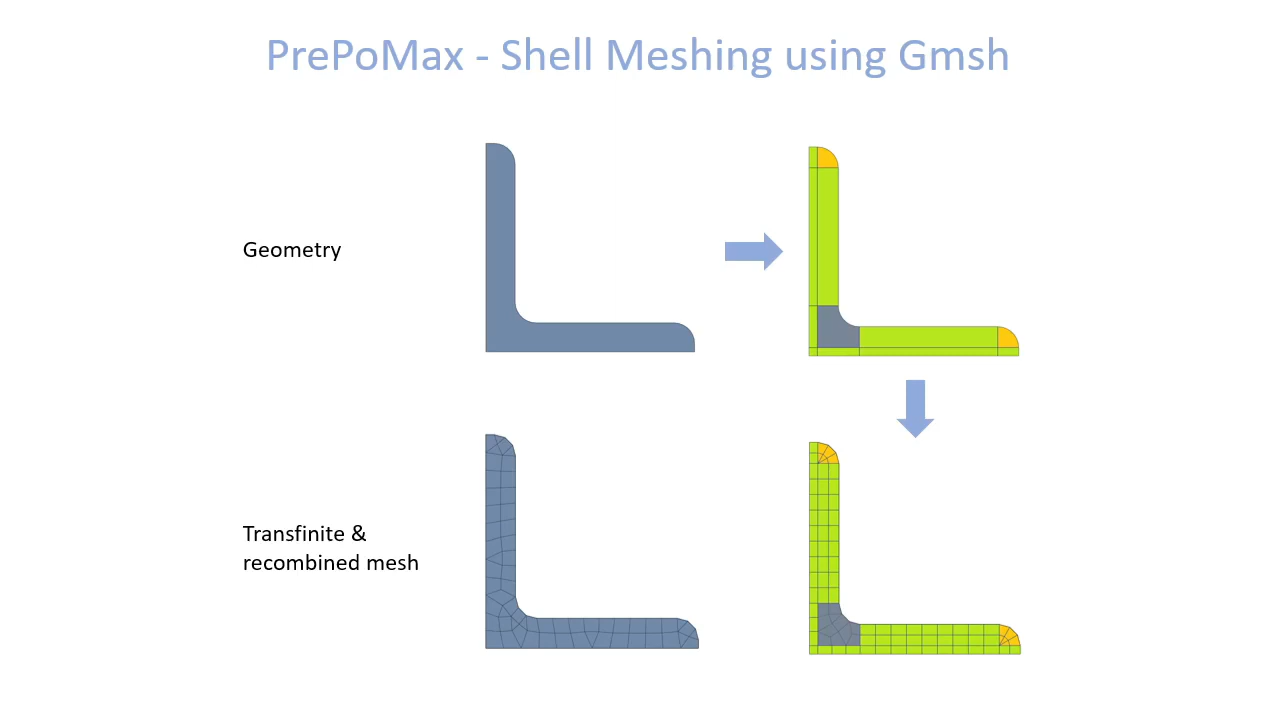 PrePoMax - Shell Meshing using Gmsh
Geometry
Transfinite &
recombined mesh